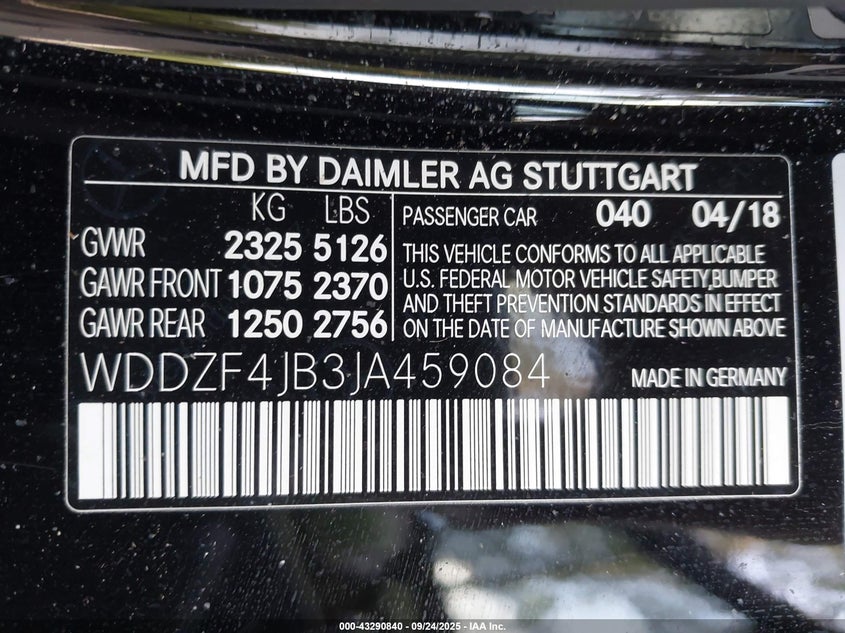 MFD BY DAIMLER AG STUTTGART
KG LBS
GVWR 2325 5126
GAWR FRONT 1075 2370
GAWR REAR 1250 2756
PASSENGER CAR 040 04/18
THIS VEHICLE CONFORMS TO ALL APPLICABLE
U.S. FEDERAL MOTOR VEHICLE SAFETY,BUMPER
AND THEFT PREVENTION STANDARDS IN EFFECT
ON THE DATE OF MANUFACTURE SHOWN ABOVE
WDDZF4JB3JA459084
MADE IN GERMANY
000-43290840 - 09/24/2025 - IAA Inc.